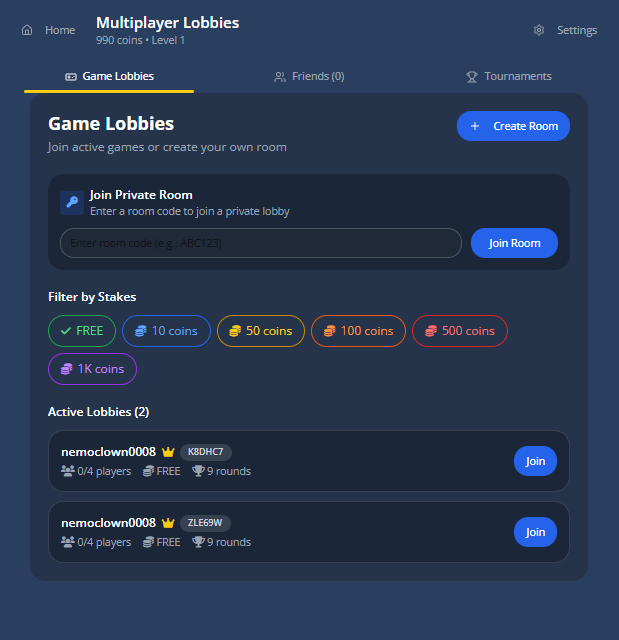 Home
Multiplayer Lobbies
990 coins • Level 1
Settings
Game Lobbies
Friends (0)
Tournaments
Game Lobbies
Join active games or create your own room
+ Create Room
Join Private Room
Enter a room code to join a private lobby
Enter room code (e.g., ABC123)
Join Room
Filter by Stakes
FREE
10 coins
50 coins
100 coins
500 coins
1K coins
Active Lobbies (2)
nemoclown0008 K8DHC7
0/4 players FREE 9 rounds
Join
nemoclown0008 ZLE69W
0/4 players FREE 9 rounds
Join